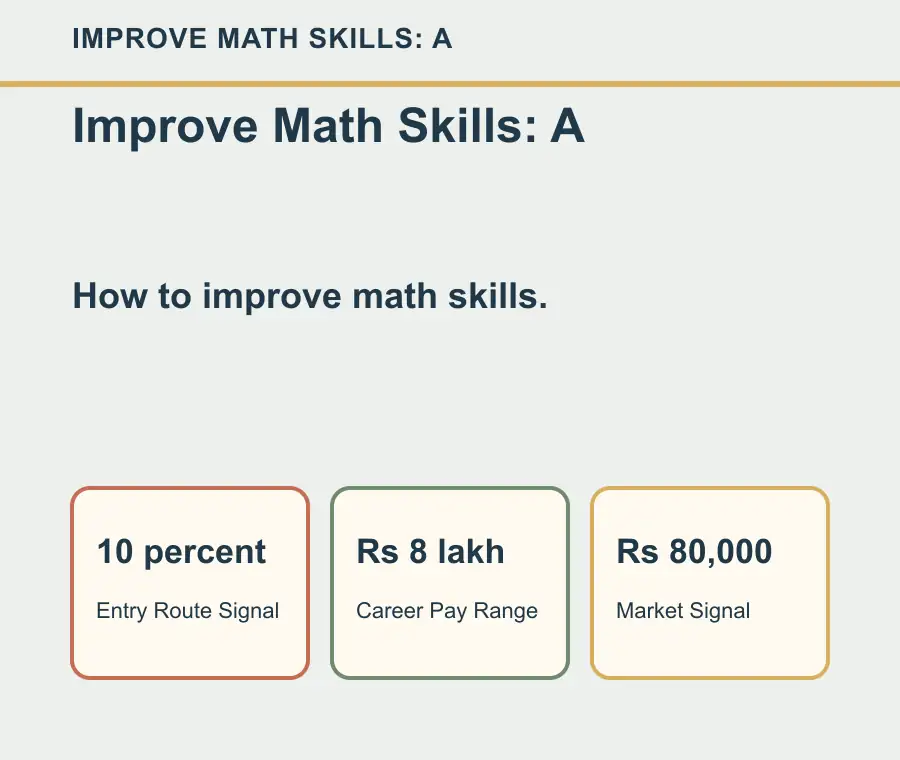 IMPROVE MATH SKILLS: A
Improve Math Skills: A
How to improve math skills.
10 percent
Entry Route Signal
Rs 8 lakh
Career Pay Range
Rs 80,000
Market Signal